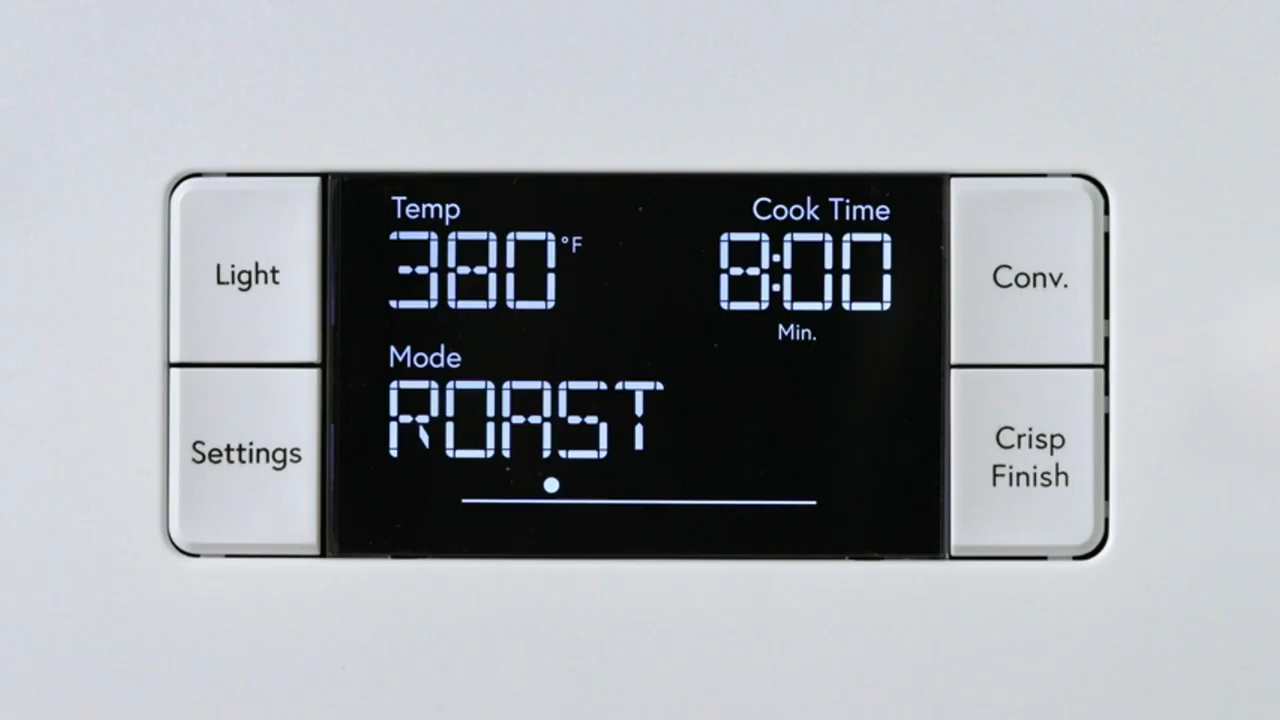 Light
Settings
Temp
380 °F
Cook Time
8:00
Min.
Mode
ROAST
Conv.
Crisp
Finish